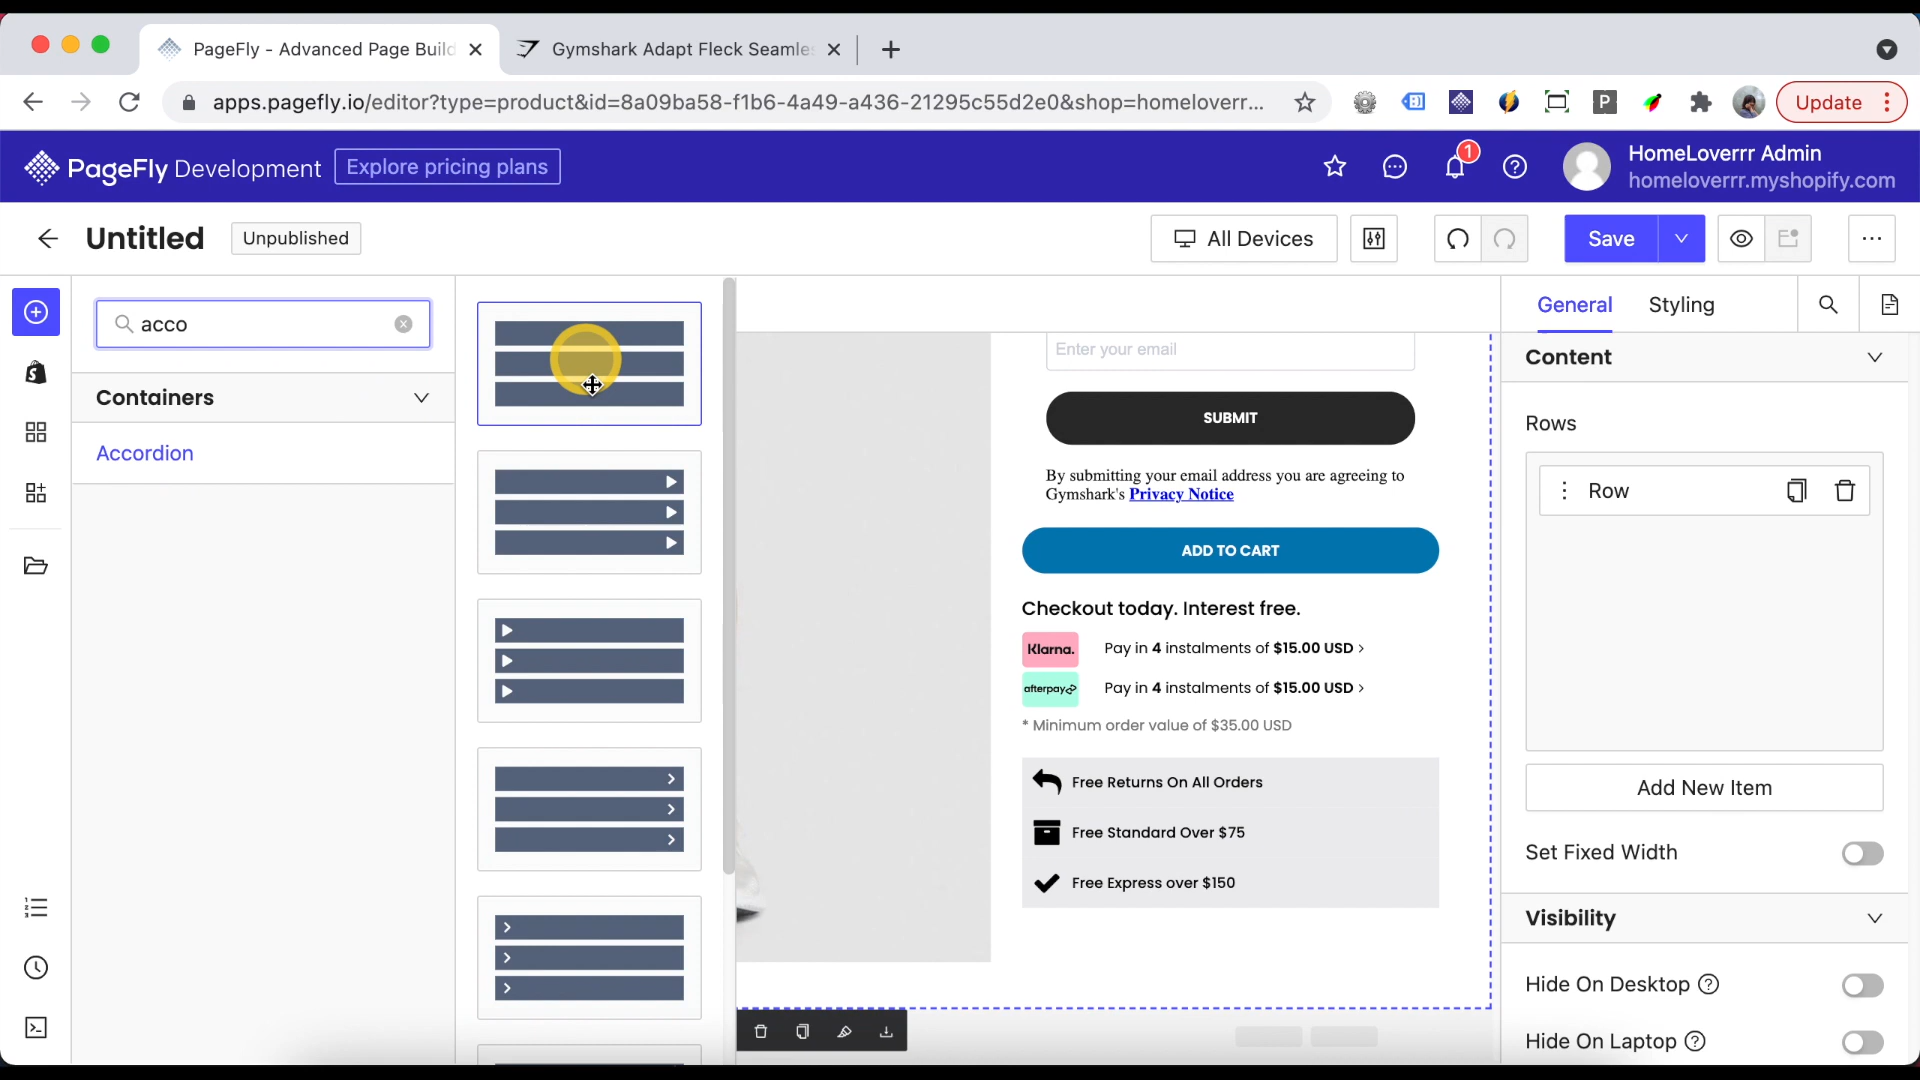 PageFly - Advanced Page Build
Gymshark Adapt Fleck Seamles
apps.pagefly.io/editor?type=product&id=8a09ba58-f1b6-4a49-a436-21295c55d2e0&shop=homeloverr...
P
Update
PageFly Development
Explore pricing plans
1
HomeLoverrr Admin
homeloverrr.myshopify.com
Untitled
Unpublished
All Devices
Save
acco
Containers
Accordion
Enter your email
SUBMIT
By submitting your email address you are agreeing to
Gymshark's Privacy Notice
ADD TO CART
Checkout today. Interest free.
Klarna.
Pay in 4 instalments of $15.00 USD >
afterpay
Pay in 4 instalments of $15.00 USD >
* Minimum order value of $35.00 USD
Free Returns On All Orders
Free Standard Over $75
Free Express over $150
General
Styling
Content
Rows
Row
Add New Item
Set Fixed Width
Visibility
Hide On Desktop
Hide On Laptop